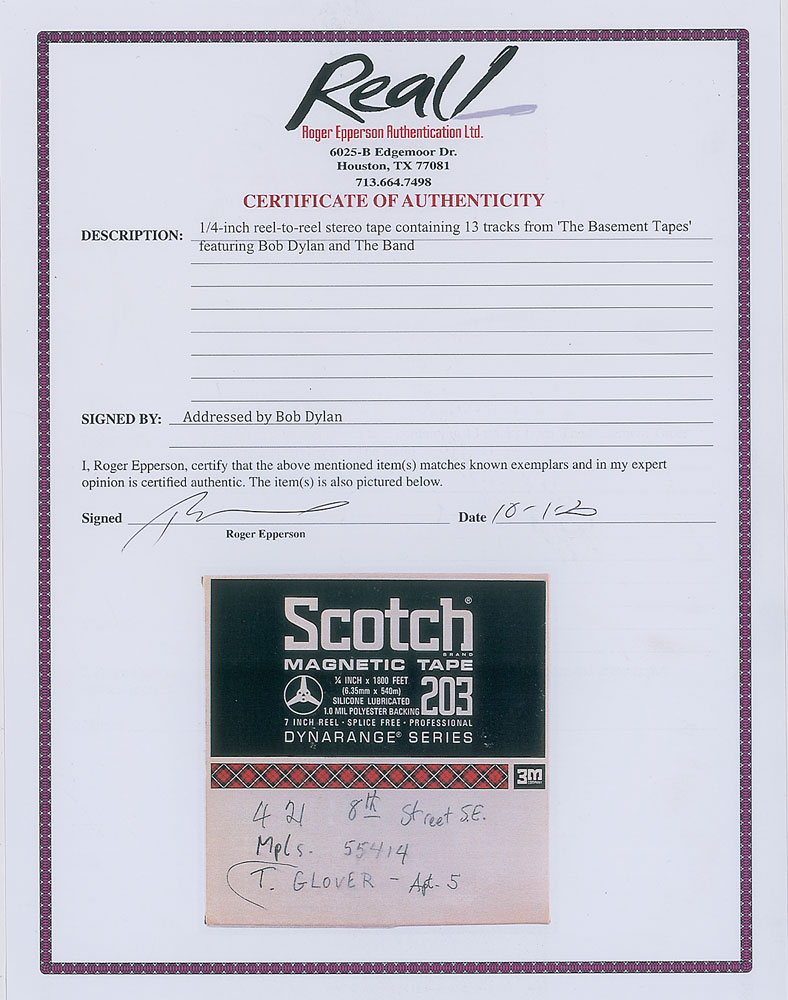 Real!
Roger Epperson Authentication Ltd.
6025-B Edgemoor Dr.
Houston, TX 77081
713.664.7498
CERTIFICATE OF AUTHENTICITY
DESCRIPTION: 1/4-inch reel-to-reel stereo tape containing 13 tracks from 'The Basement Tapes'
featuring Bob Dylan and The Band
SIGNED BY: Addressed by Bob Dylan
I, Roger Epperson, certify that the above mentioned item(s) matches known exemplars and in my expert
opinion is certified authentic. The item(s) is also pictured below.
Signed Date 10-1-20
Roger Epperson
Scotch®
BRAND
MAGNETIC TAPE
¼ INCH x 1800 FEET
(6.35mm x 540m)
SILICONE LUBRICATED
1.0 MIL POLYESTER BACKING
203
7 INCH REEL · SPLICE FREE · PROFESSIONAL
DYNARANGE® SERIES
3M
COMPANY
421 8th Street S.E.
Mpls. 55414
T. GLOVER - Apt. 5